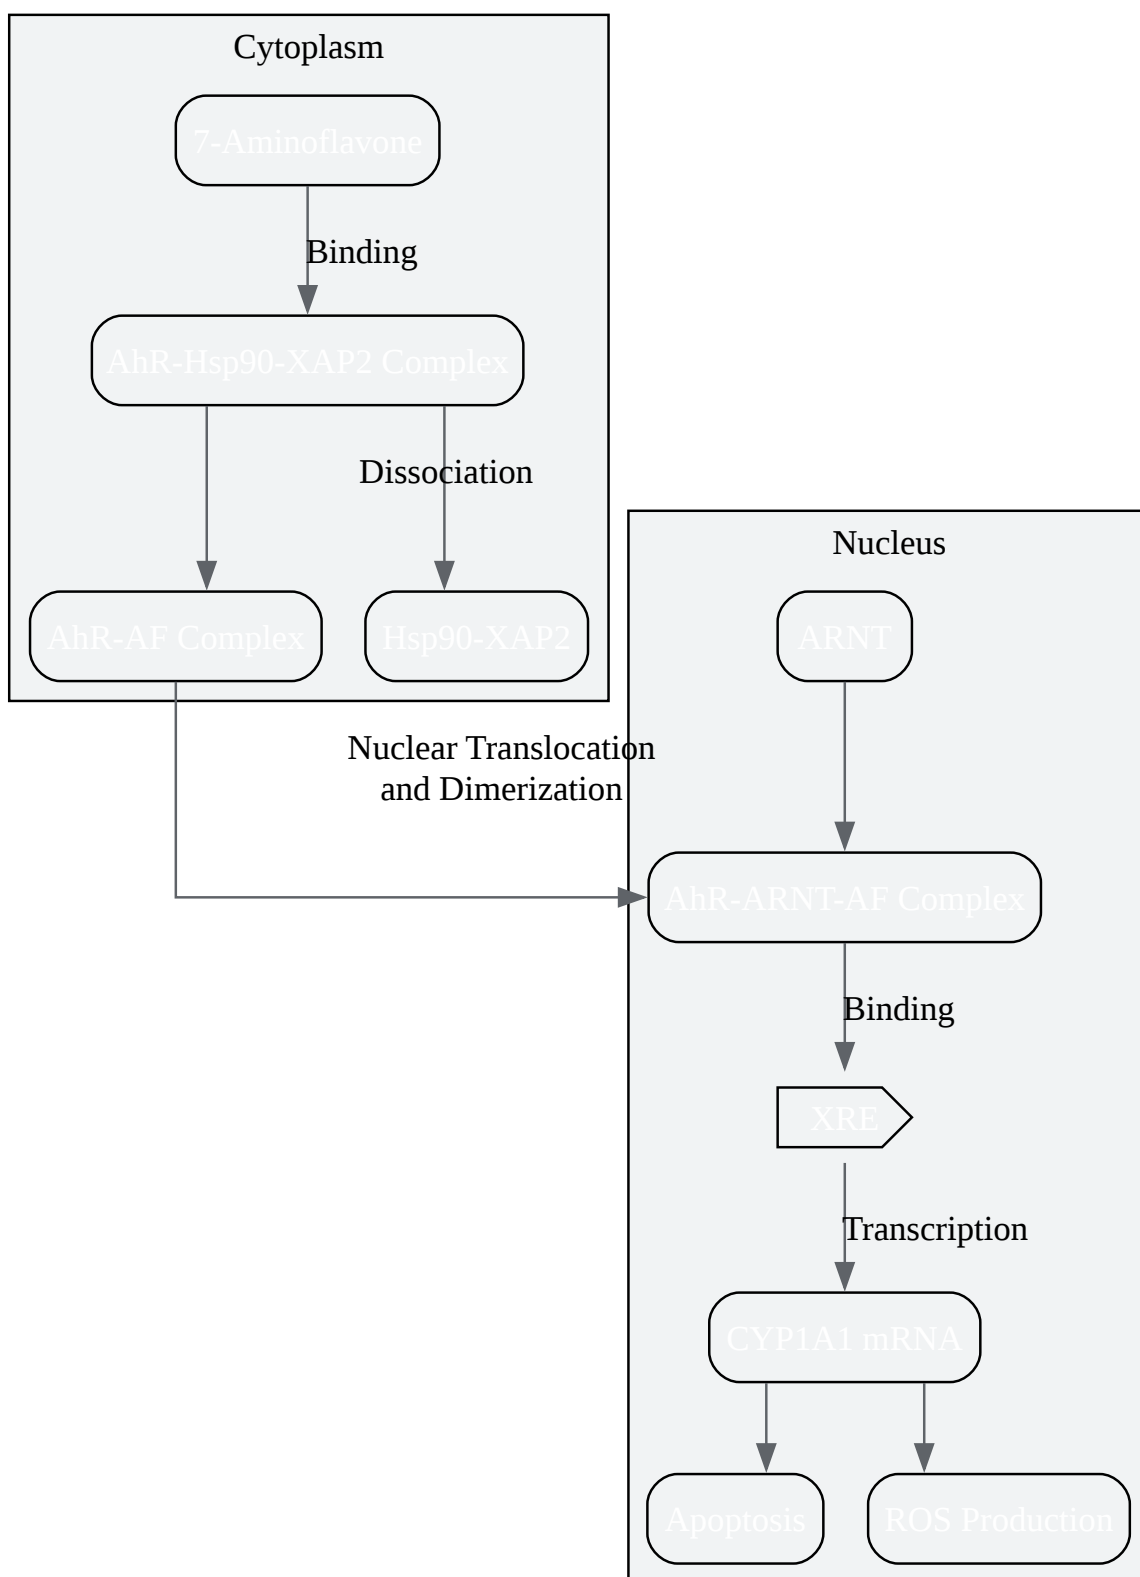 Cytoplasm
7-Aminoflavone
Binding
AhR-Hsp90-XAP2 Complex
Dissociation
AhR-AF Complex
Hsp90-XAP2
Nuclear Translocation
and Dimerization
Nucleus
ARNT
AhR-ARNT-AF Complex
Binding
XRE
Transcription
CYP1A1 mRNA
Apoptosis
ROS Production